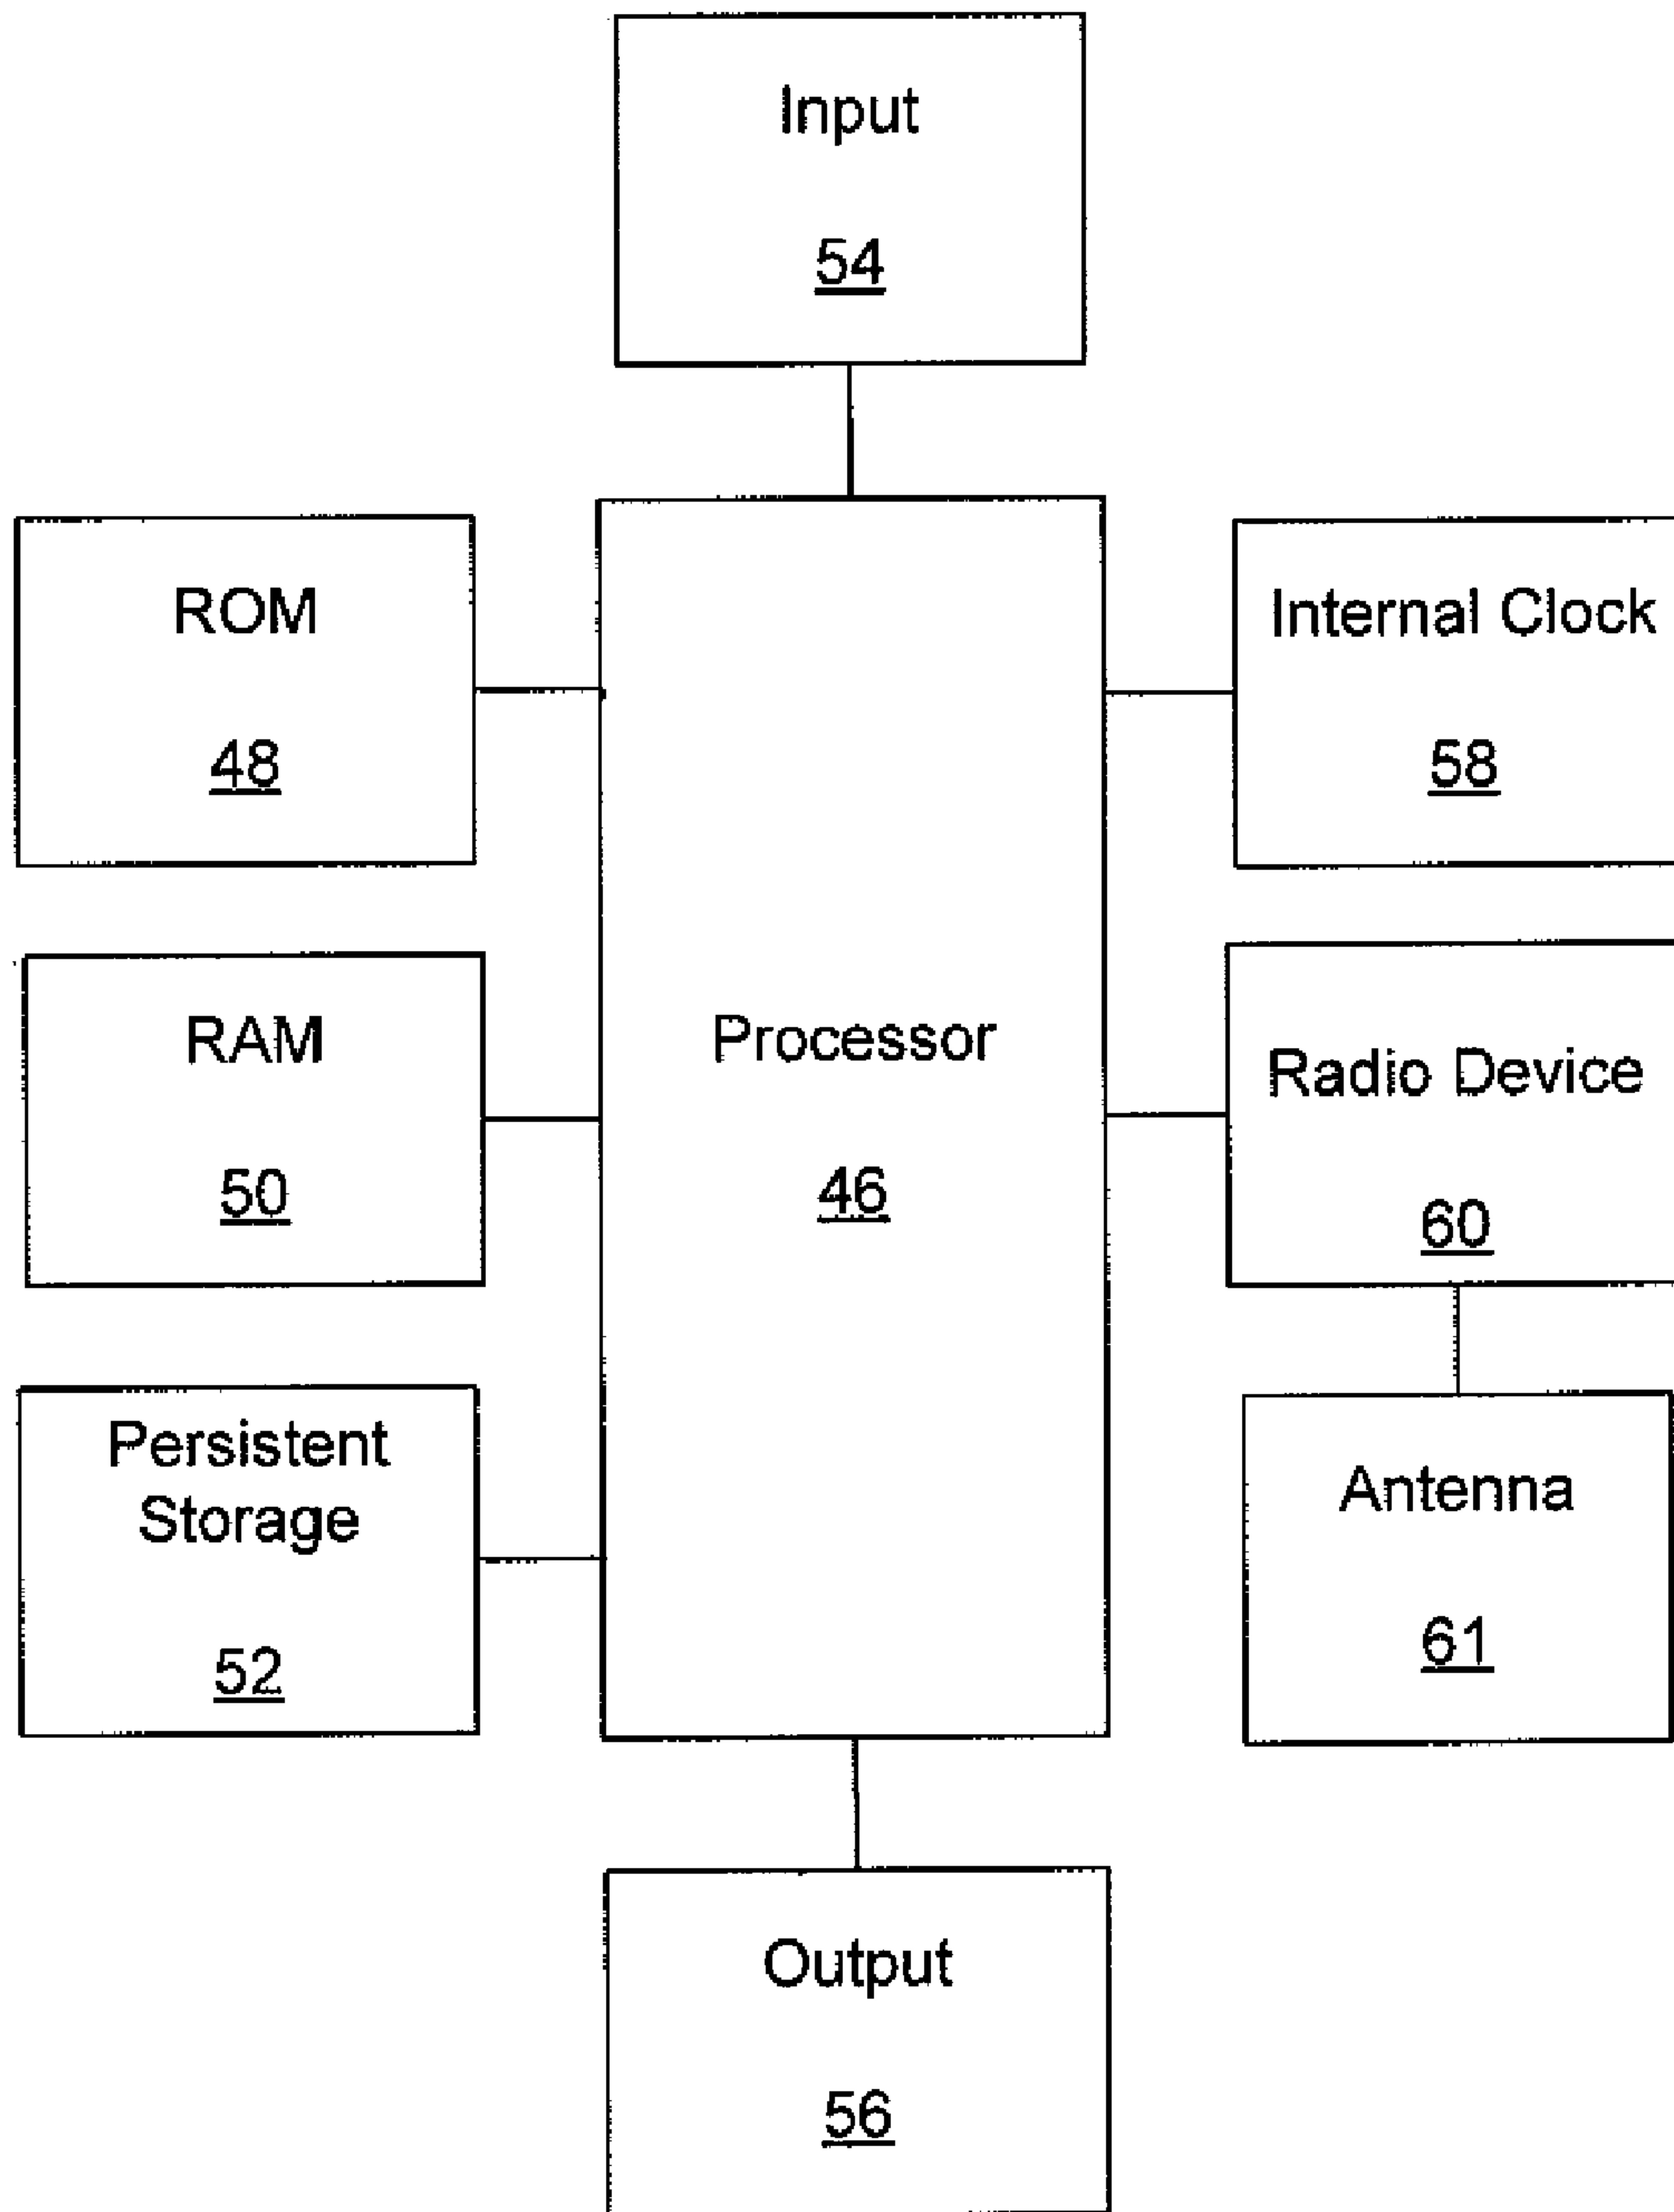 Input
54
ROM
48
Internal Clock
58
RAM
50
Processor
46
Radio Device
60
Persistent
Storage
52
Antenna
61
Output
56